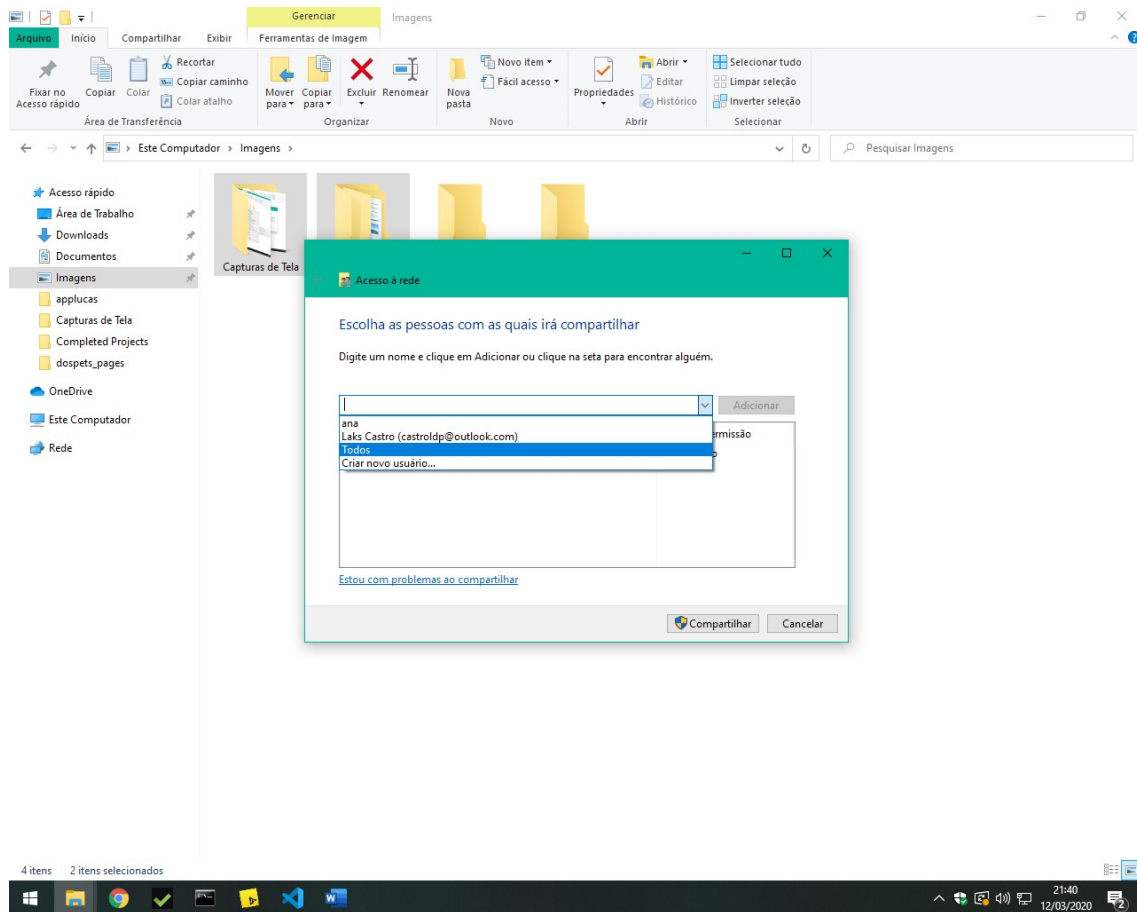 Gerenciar
Imagens
Arquivo
Início
Compartilhar
Exibir
Ferramentas de Imagem
Fixar no
Acesso rápido
Copiar
Colar
Recortar
Copiar caminho
Colar atalho
Área de Transferência
Mover
para
Copiar
para
Excluir
Renomear
Organizar
Nova
pasta
Novo item
Fácil acesso
Novo
Propriedades
Abrir
Editar
Histórico
Abrir
Selecionar tudo
Limpar seleção
Inverter seleção
Selecionar
Este Computador > Imagens >
Pesquisar Imagens
Acesso rápido
Área de Trabalho
Downloads
Documentos
Imagens
applucas
Capturas de Tela
Completed Projects
dospets_pages
OneDrive
Este Computador
Rede
Capturas de Tela
Acesso à rede
Escolha as pessoas com as quais irá compartilhar
Digite um nome e clique em Adicionar ou clique na seta para encontrar alguém.
Adicionar
ana
Laks Castro (castroldp@outlook.com)
Todos
Criar novo usuário...
Estou com problemas ao compartilhar
Compartilhar
Cancelar
4 itens
2 itens selecionados
21:40
12/03/2020
2